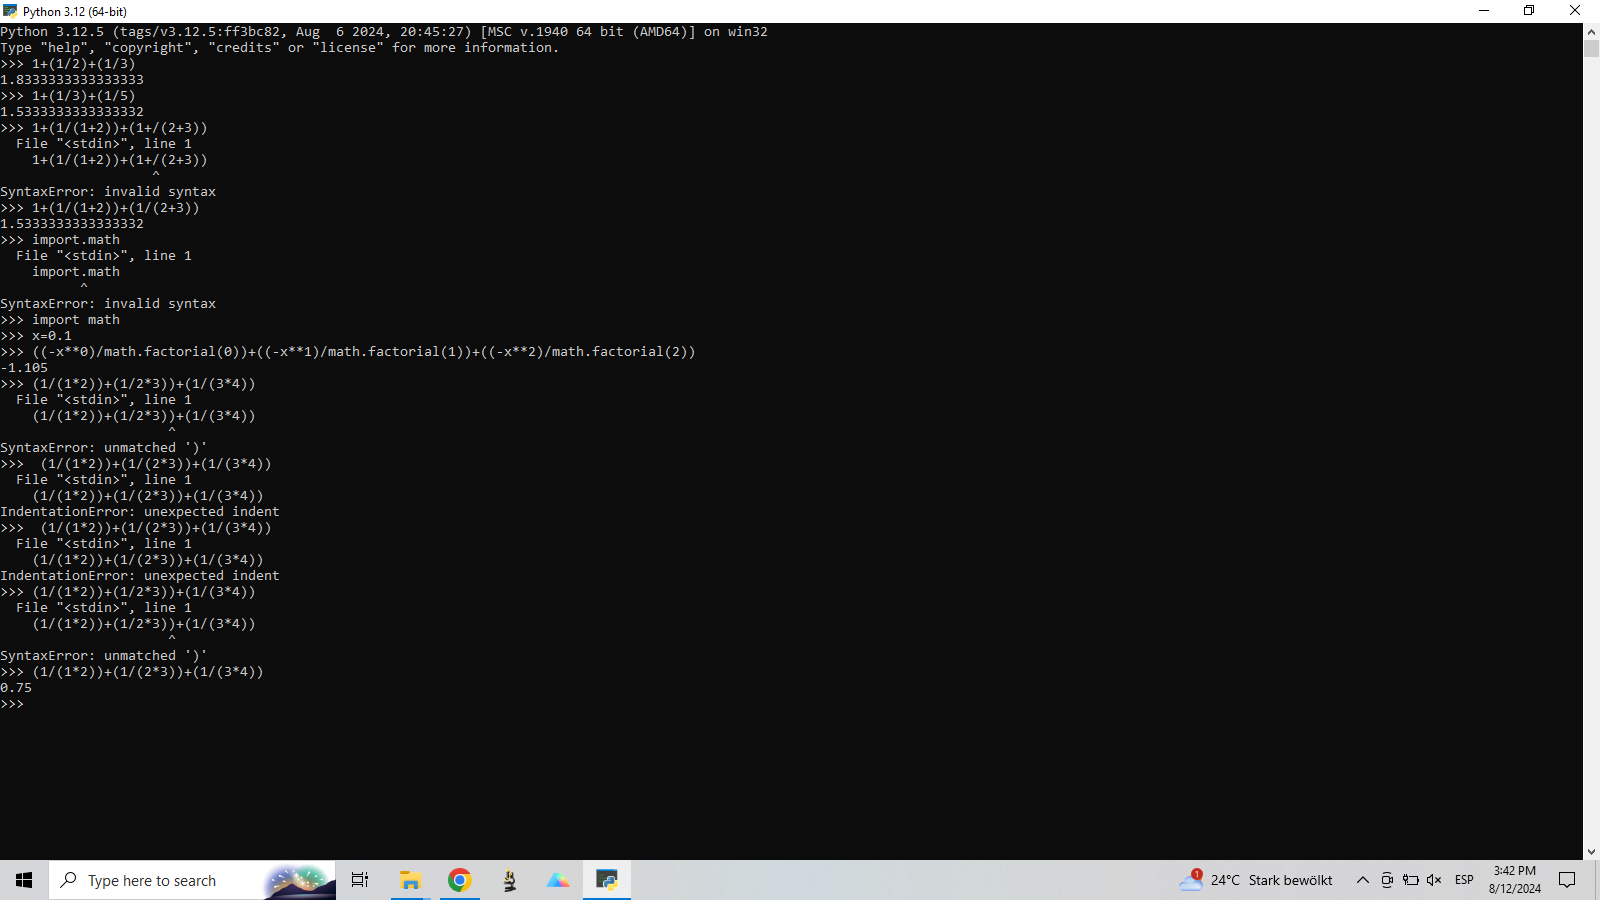 Python 3.12 (64-bit)
Python 3.12.5 (tags/v3.12.5:ff3bc82, Aug  6 2024, 20:45:27) [MSC v.1940 64 bit (AMD64)] on win32
Type "help", "copyright", "credits" or "license" for more information.
>>> 1+(1/2)+(1/3)
1.8333333333333333
>>> 1+(1/3)+(1/5)
1.5333333333333332
>>> 1+(1/(1+2))+(1+/(2+3))
  File "<stdin>", line 1
    1+(1/(1+2))+(1+/(2+3))
                   ^
SyntaxError: invalid syntax
>>> 1+(1/(1+2))+(1/(2+3))
1.5333333333333332
>>> import.math
  File "<stdin>", line 1
    import.math
          ^
SyntaxError: invalid syntax
>>> import math
>>> x=0.1
>>> ((-x**0)/math.factorial(0))+((-x**1)/math.factorial(1))+((-x**2)/math.factorial(2))
-1.105
>>> (1/(1*2))+(1/2*3))+(1/(3*4))
  File "<stdin>", line 1
    (1/(1*2))+(1/2*3))+(1/(3*4))
                     ^
SyntaxError: unmatched ')'
>>>  (1/(1*2))+(1/(2*3))+(1/(3*4))
  File "<stdin>", line 1
    (1/(1*2))+(1/(2*3))+(1/(3*4))
IndentationError: unexpected indent
>>>  (1/(1*2))+(1/(2*3))+(1/(3*4))
  File "<stdin>", line 1
    (1/(1*2))+(1/(2*3))+(1/(3*4))
IndentationError: unexpected indent
>>> (1/(1*2))+(1/2*3))+(1/(3*4))
  File "<stdin>", line 1
    (1/(1*2))+(1/2*3))+(1/(3*4))
                     ^
SyntaxError: unmatched ')'
>>> (1/(1*2))+(1/(2*3))+(1/(3*4))
0.75
>>>
Type here to search
1
24°C  Stark bewölkt
ESP
3:42 PM
8/12/2024